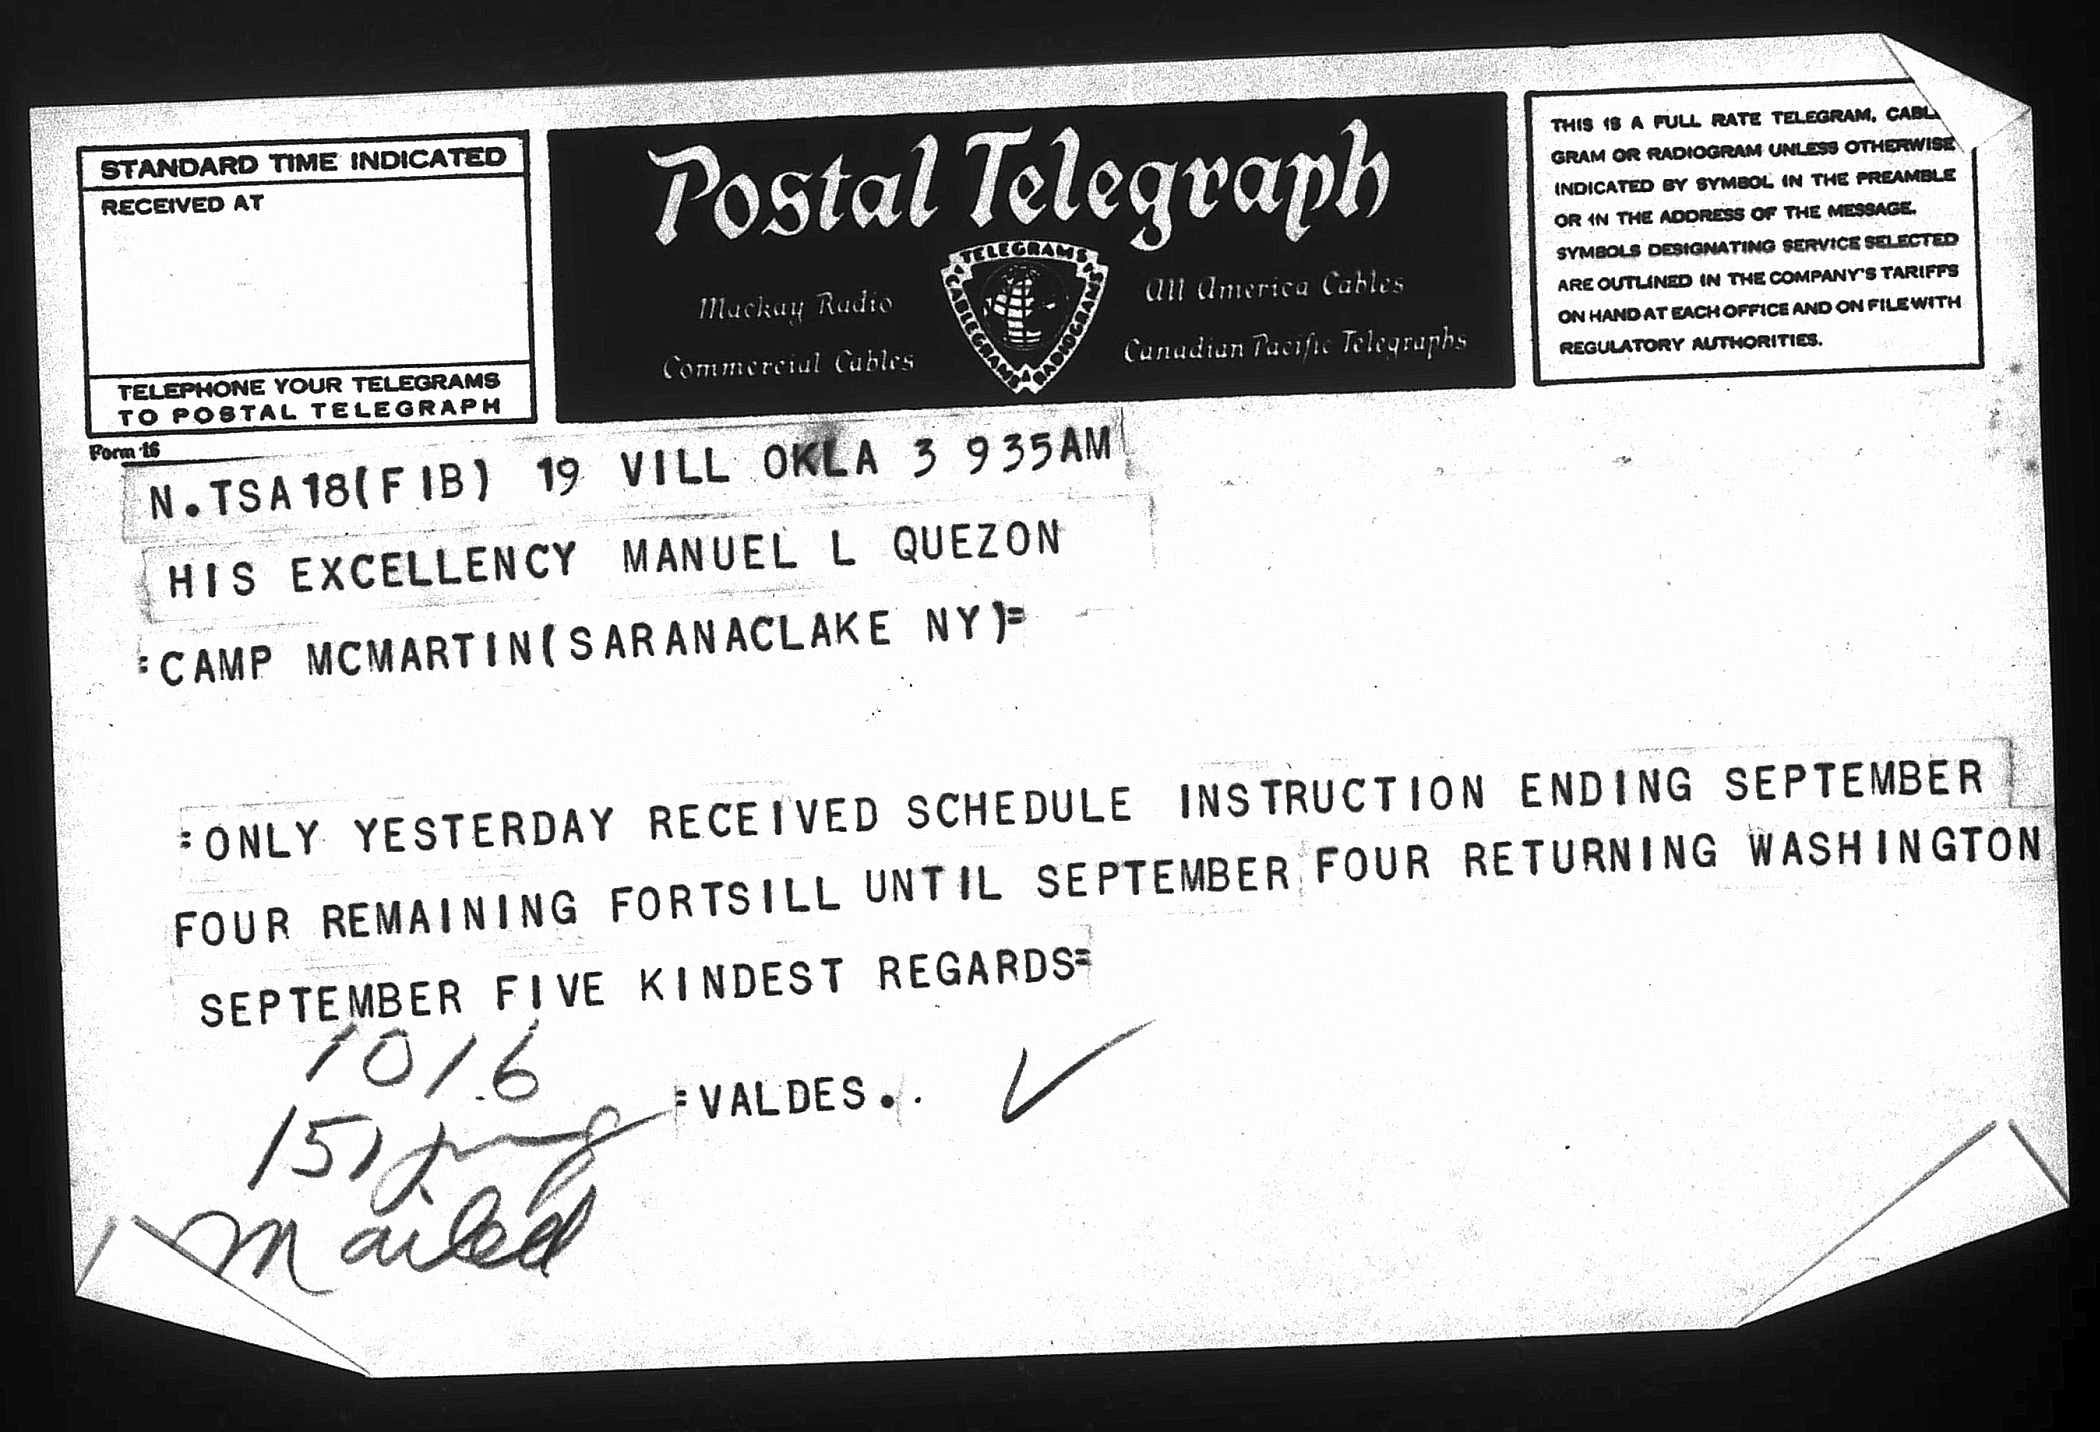 STANDARD TIME INDICATED
RECEIVED AT
TELEPHONE YOUR TELEGRAMS
TO POSTAL TELEGRAPH
Form 16
Postal Telegraph
Mackay Radio
Commercial Cables
All America Cables
Canadian Pacific Telegraphs
TELEGRAMS
CABLEGRAMS
RADIOGRAMS
THIS IS A FULL RATE TELEGRAM, CABL
GRAM OR RADIOGRAM UNLESS OTHERWISE
INDICATED BY SYMBOL IN THE PREAMBLE
OR IN THE ADDRESS OF THE MESSAGE.
SYMBOLS DESIGNATING SERVICE SELECTED
ARE OUTLINED IN THE COMPANY'S TARIFFS
ON HAND AT EACH OFFICE AND ON FILE WITH
REGULATORY AUTHORITIES.
N.TSA18(FIB) 19 VILL OKLA 3 935AM
HIS EXCELLENCY MANUEL L QUEZON
=CAMP MCMARTIN(SARANACLAKE NY)=
=ONLY YESTERDAY RECEIVED SCHEDULE INSTRUCTION ENDING SEPTEMBER
FOUR REMAINING FORTSILL UNTIL SEPTEMBER FOUR RETURNING WASHINGTON
SEPTEMBER FIVE KINDEST REGARDS=
=VALDES..
101.6
151
Mailed